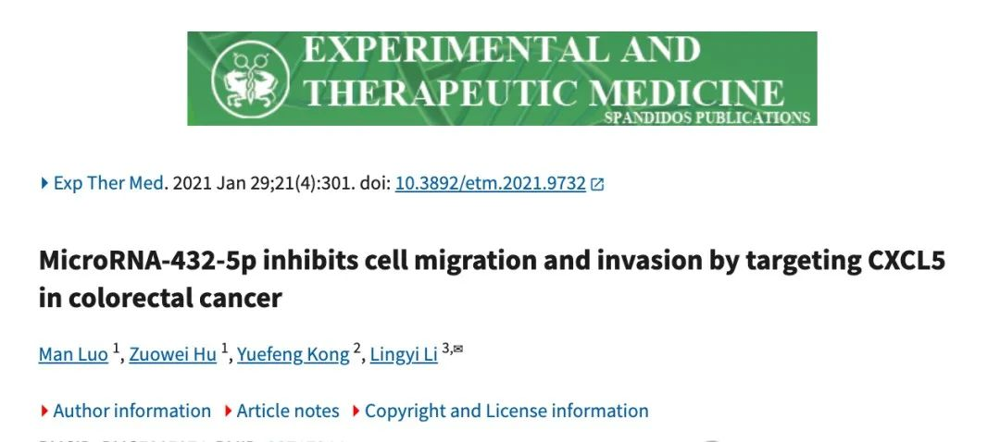 EXPERIMENTAL AND
THERAPEUTIC MEDICINE
SPANDIDOS PUBLICATIONS
Exp Ther Med. 2021 Jan 29;21(4):301. doi: 10.3892/etm.2021.9732
MicroRNA-432-5p inhibits cell migration and invasion by targeting CXCL5
in colorectal cancer
Man Luo 1, Zuowei Hu 1, Yuefeng Kong 2, Lingyi Li 3,✉
Author information Article notes Copyright and License information